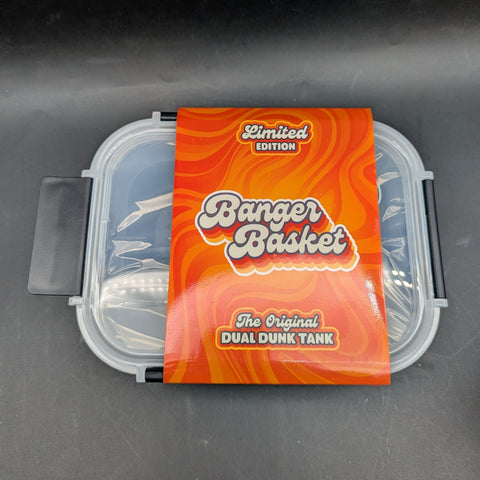 Limited
EDITION
Banger
Basket
The Original
DUAL DUNK TANK